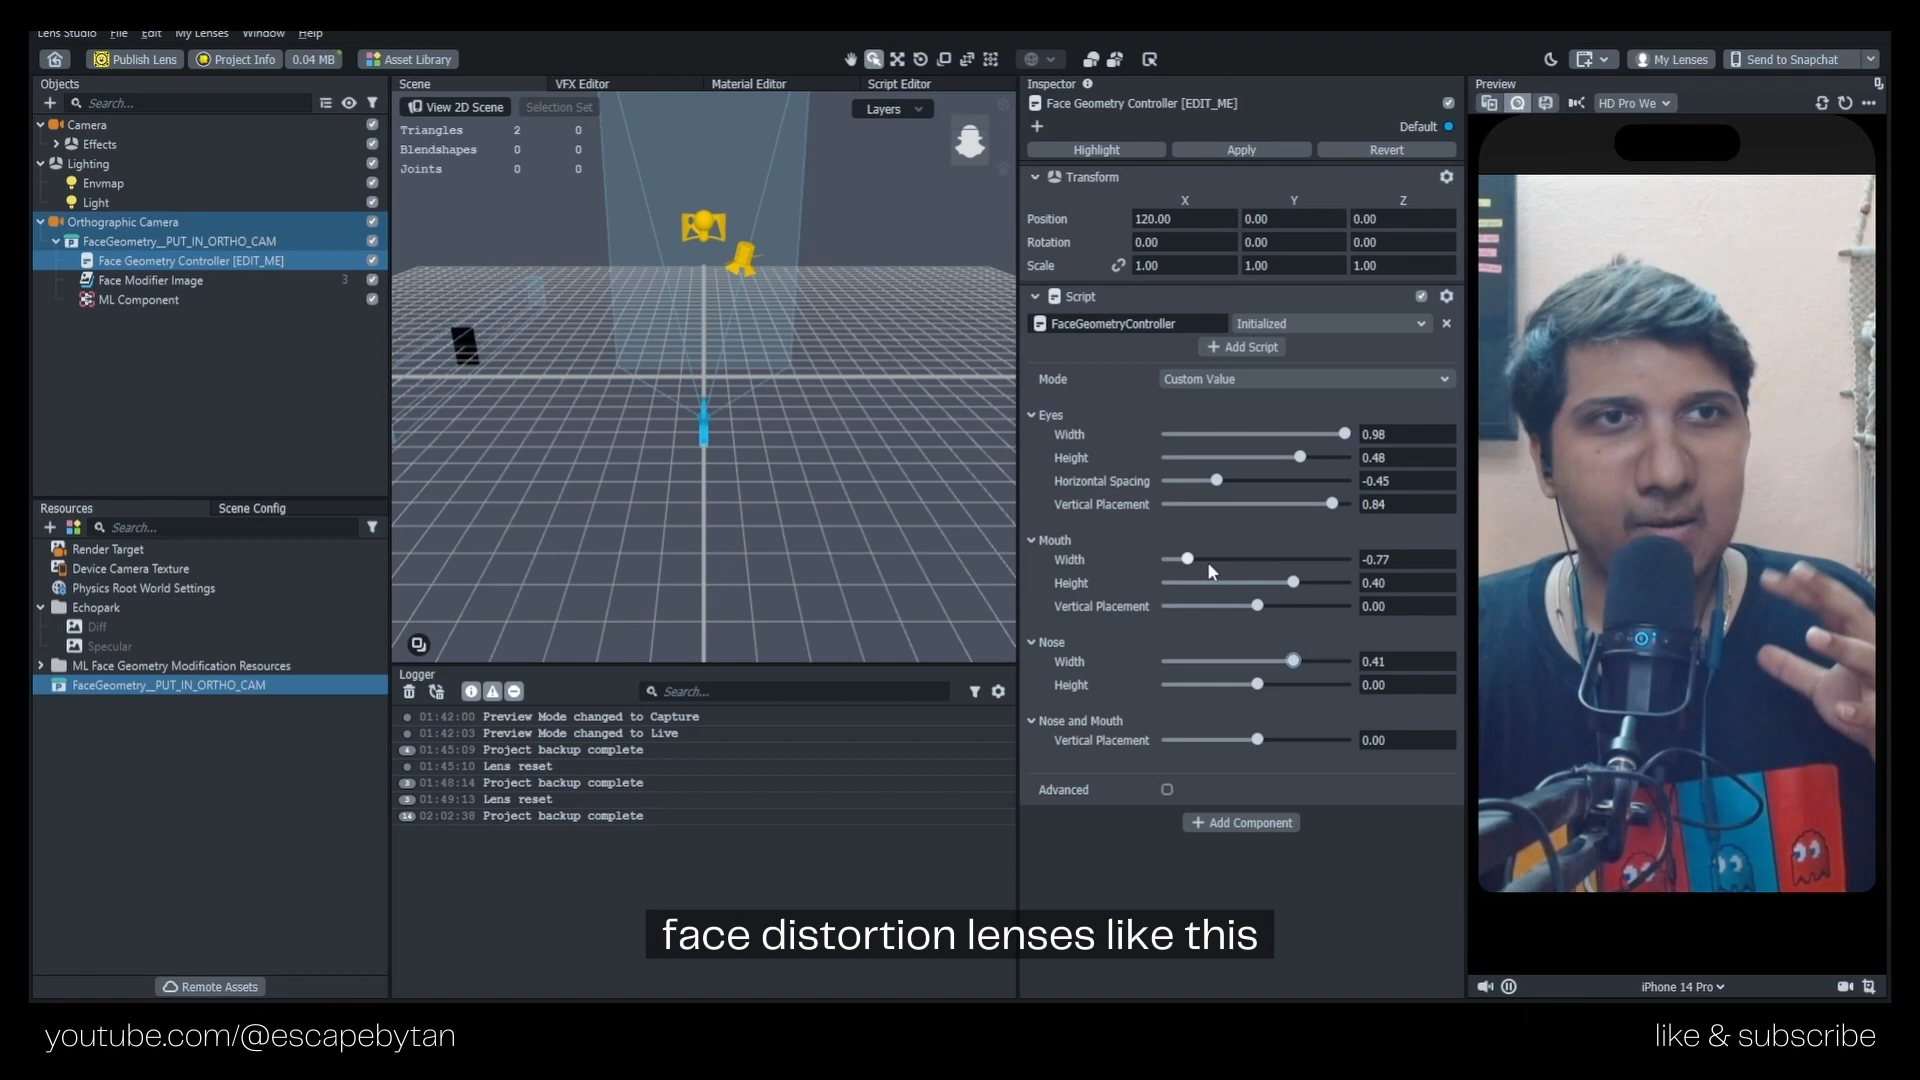 Lens Studio File Edit My Lenses Window Help
Publish Lens Project Info 0.04 MB Asset Library
My Lenses Send to Snapchat
Objects
Search...
Camera
Effects
Lighting
Envmap
Light
Orthographic Camera
FaceGeometry__PUT_IN_ORTHO_CAM
Face Geometry Controller [EDIT_ME]
Face Modifier Image 3
ML Component
Resources Scene Config
Search...
Render Target
Device Camera Texture
Physics Root World Settings
Echopark
Diff
Specular
ML Face Geometry Modification Resources
FaceGeometry__PUT_IN_ORTHO_CAM
Remote Assets
Scene VFX Editor Material Editor Script Editor
View 2D Scene Selection Set Layers
Triangles 2 0
Blendshapes 0 0
Joints 0 0
Logger
Search...
01:42:00 Preview Mode changed to Capture
01:42:03 Preview Mode changed to Live
4 01:45:09 Project backup complete
01:45:10 Lens reset
3 01:48:14 Project backup complete
3 01:49:13 Lens reset
14 02:02:38 Project backup complete
Inspector
Face Geometry Controller [EDIT_ME]
Default
Highlight Apply Revert
Transform
X Y Z
Position 120.00 0.00 0.00
Rotation 0.00 0.00 0.00
Scale 1.00 1.00 1.00
Script
FaceGeometryController Initialized
Add Script
Mode Custom Value
Eyes
Width 0.98
Height 0.48
Horizontal Spacing -0.45
Vertical Placement 0.84
Mouth
Width -0.77
Height 0.40
Vertical Placement 0.00
Nose
Width 0.41
Height 0.00
Nose and Mouth
Vertical Placement 0.00
Advanced
Add Component
Preview
HD Pro We
iPhone 14 Pro
face distortion lenses like this
youtube.com/@escapebytan
like & subscribe